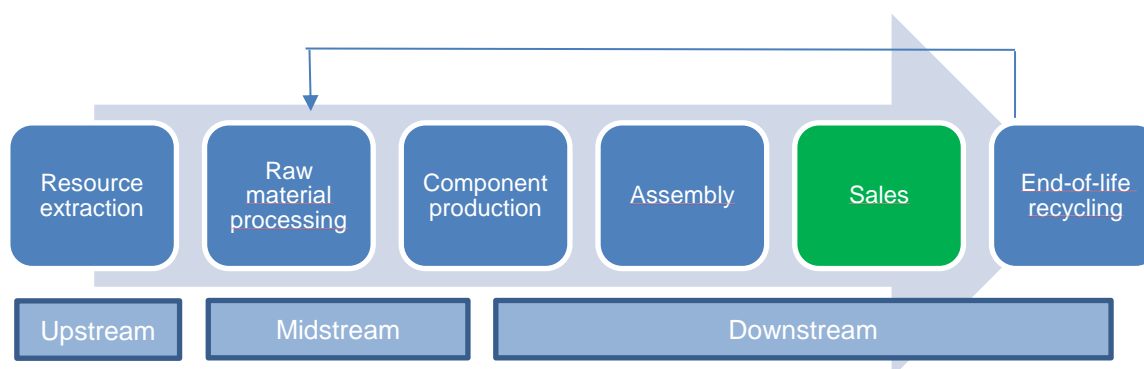 Resource
extraction
Raw
material
processing
Component
production
Assembly
Sales
End-of-life
recycling
Upstream
Midstream
Downstream